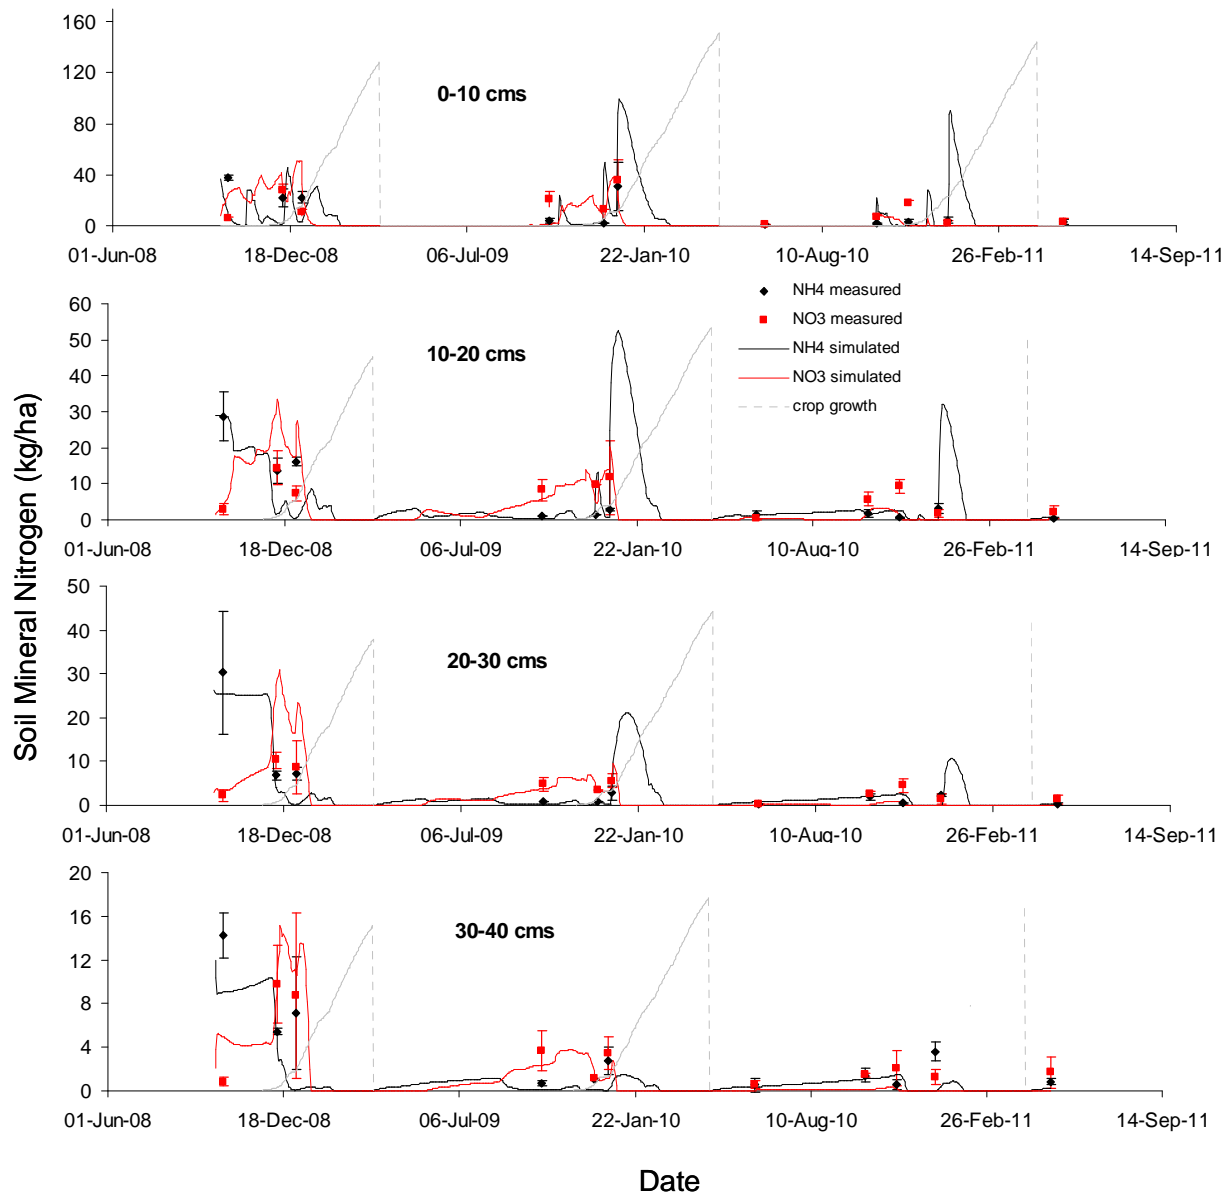 160
120
0-10 cms
80
40
0
01-Jun-08 18-Dec-08 06-Jul-09 22-Jan-10 10-Aug-10 26-Feb-11 14-Sep-11
60
NH4 measured
50
NO3 measured
10-20 cms
NH4 simulated
40
NO3 simulated
30
crop growth
20
10
0
01-Jun-08 18-Dec-08 06-Jul-09 22-Jan-10 10-Aug-10 26-Feb-11 14-Sep-11
Soil Mineral Nitrogen (kg/ha)
50
40
20-30 cms
30
20
10
0
01-Jun-08 18-Dec-08 06-Jul-09 22-Jan-10 10-Aug-10 26-Feb-11 14-Sep-11
20
16
30-40 cms
12
8
4
0
01-Jun-08 18-Dec-08 06-Jul-09 22-Jan-10 10-Aug-10 26-Feb-11 14-Sep-11
Date